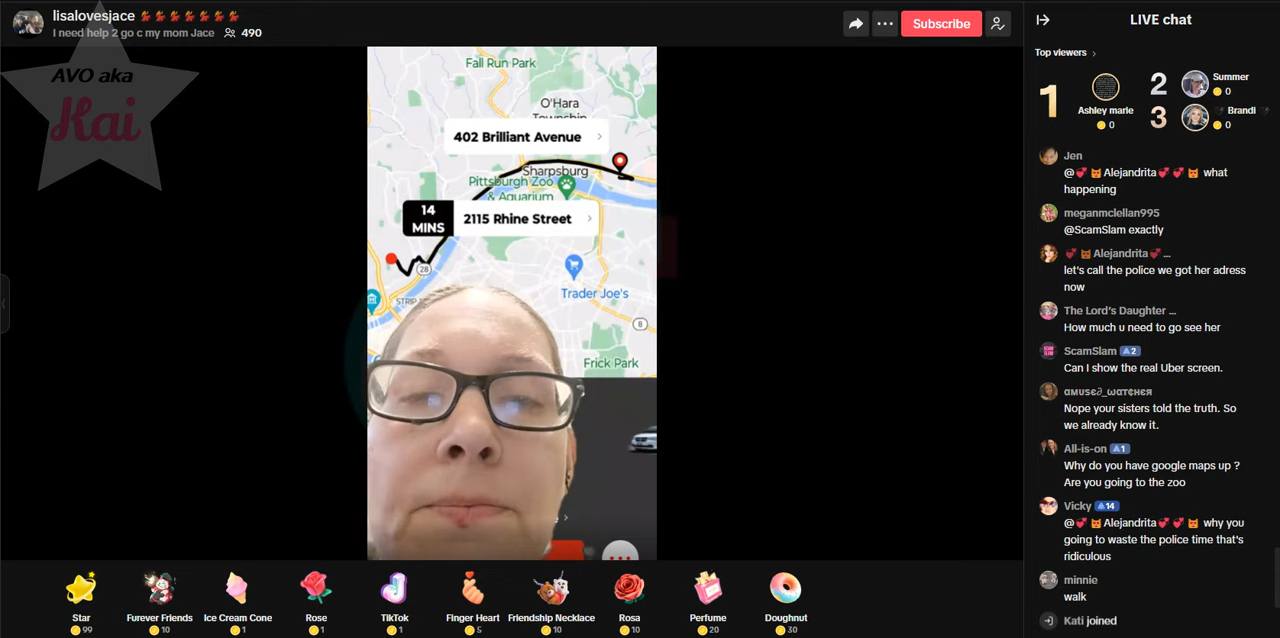 lisalovesjace
I need help 2 go c my mom Jace 490
Subscribe
AVO aka
Kai
Fall Run Park
O'Hara
Township
402 Brilliant Avenue
Sharpsburg
Pittsburgh Zoo
& Aquarium
14
MINS
2115 Rhine Street
28
STRIP
Trader Joe's
8
Frick Park
Star
99
Furever Friends
10
Ice Cream Cone
1
Rose
1
TikTok
1
Finger Heart
5
Friendship Necklace
10
Rosa
10
Perfume
20
Doughnut
30
LIVE chat
Top viewers
1
Ashley marie
0
2
Summer
0
3
Brandi
0
Jen
@💕😻Alejandrita💕💕😻 what
happening
meganmclellan995
@ScamSlam exactly
💕😻Alejandrita💕...
let's call the police we got her adress
now
The Lord's Daughter ...
How much u need to go see her
ScamSlam 2
Can I show the real Uber screen.
αмυѕє∂_ωαт¢нєя
Nope your sisters told the truth. So
we already know it.
All-is-on 1
Why do you have google maps up ?
Are you going to the zoo
Vicky 14
@💕😻Alejandrita💕💕😻 why you
going to waste the police time that's
ridiculous
minnie
walk
Kati joined